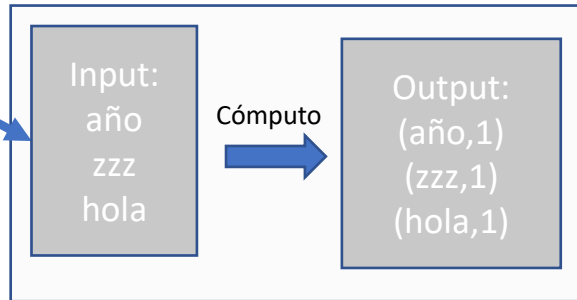 Input:
año
zzz
hola
Cómputo
Output:
(año,1)
(zzz,1)
(hola,1)